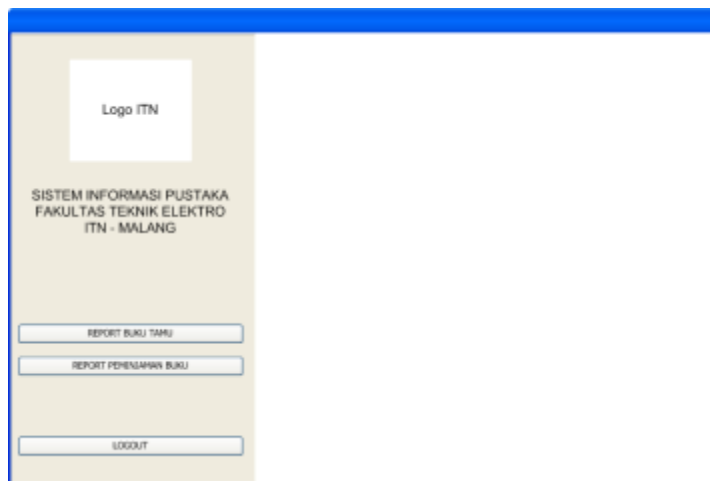 Logo ITN
SISTEM INFORMASI PUSTAKA
FAKULTAS TEKNIK ELEKTRO
ITN - MALANG
REPORT BUKU TAMU
REPORT PEMINJAMAN BUKU
LOGOUT